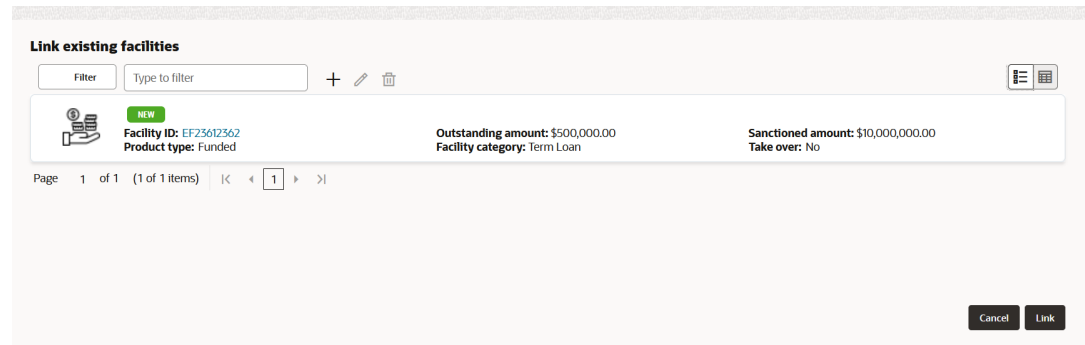 Link existing facilities
Filter Type to filter
NEW
Facility ID: EF23612362 Outstanding amount: $500,000.00 Sanctioned amount: $10,000,000.00
Product type: Funded Facility category: Term Loan Take over: No
Page 1 of 1 (1 of 1 items) 1
Cancel Link